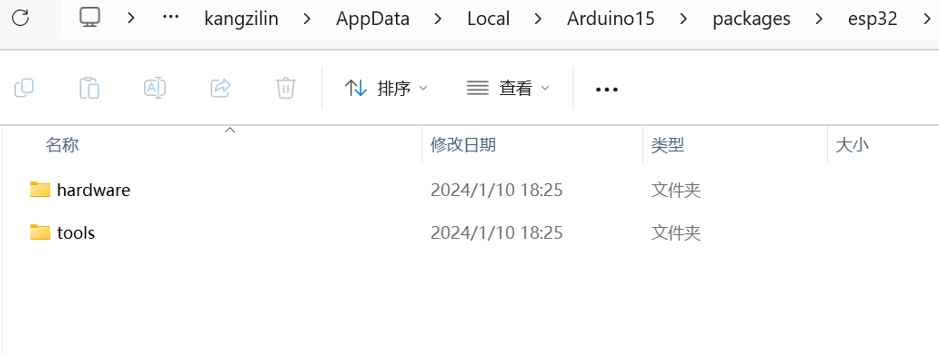 … kangzilin > AppData > Local > Arduino15 > packages > esp32 >
排序 查看 •••
名称 修改日期 类型 大小
hardware 2024/1/10 18:25 文件夹
tools 2024/1/10 18:25 文件夹